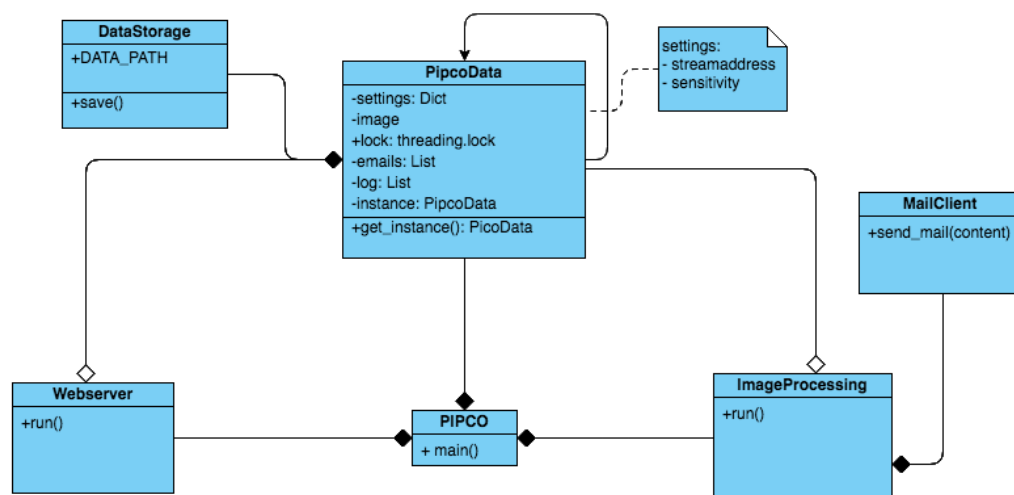 DataStorage
+DATA_PATH
+save()
PipcoData
-settings: Dict
-image
+lock: threading.lock
-emails: List
-log: List
-instance: PipcoData
+get_instance(): PicoData
settings:
- streamaddress
- sensitivity
MailClient
+send_mail(content)
Webserver
+run()
PIPCO
+ main()
ImageProcessing
+run()